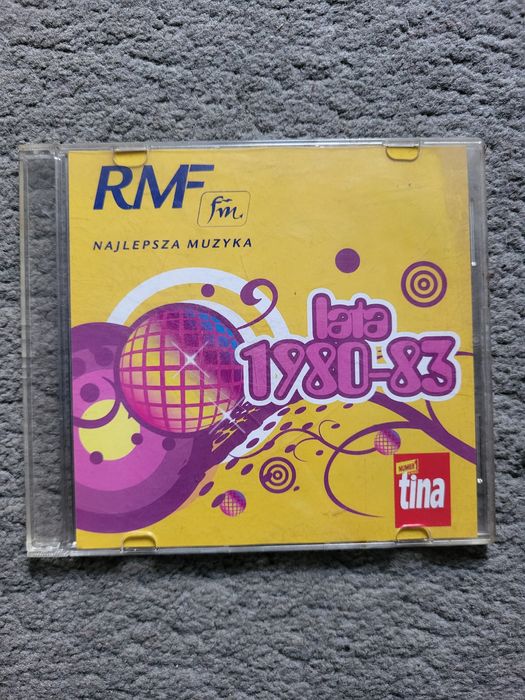 RMF
fm
NAJLEPSZA MUZYKA
lata
1980-83
NUMER 1
tina